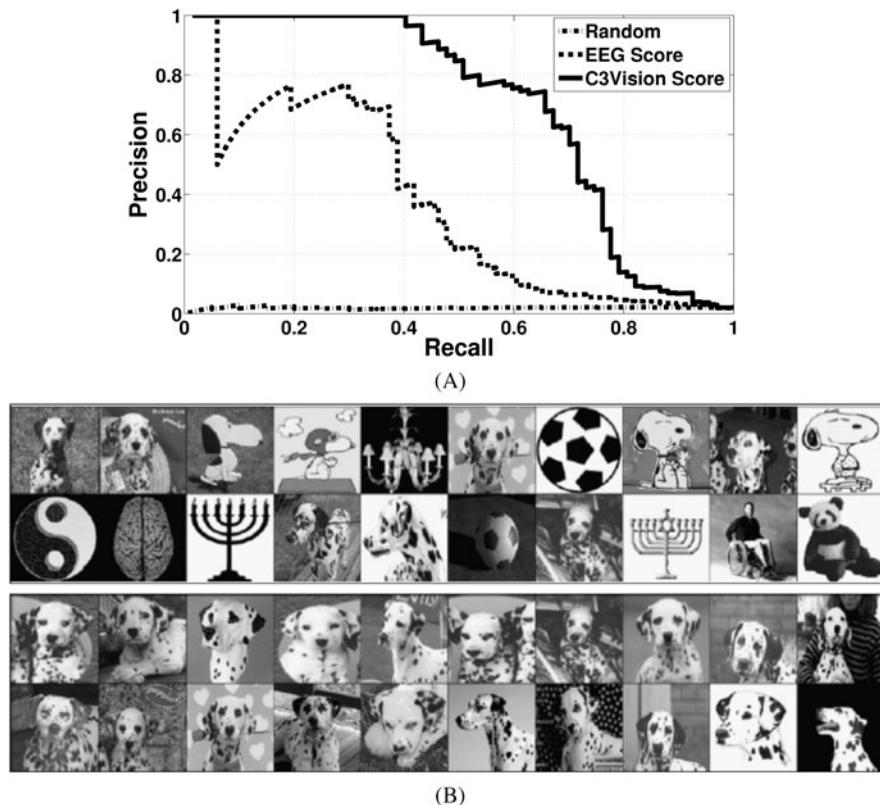 1
0.8
0.6
0.4
0.2
0
Precision
Random
EEG Score
C3Vision Score
0 0.2 0.4 0.6 0.8 1
Recall
(A)
(B)